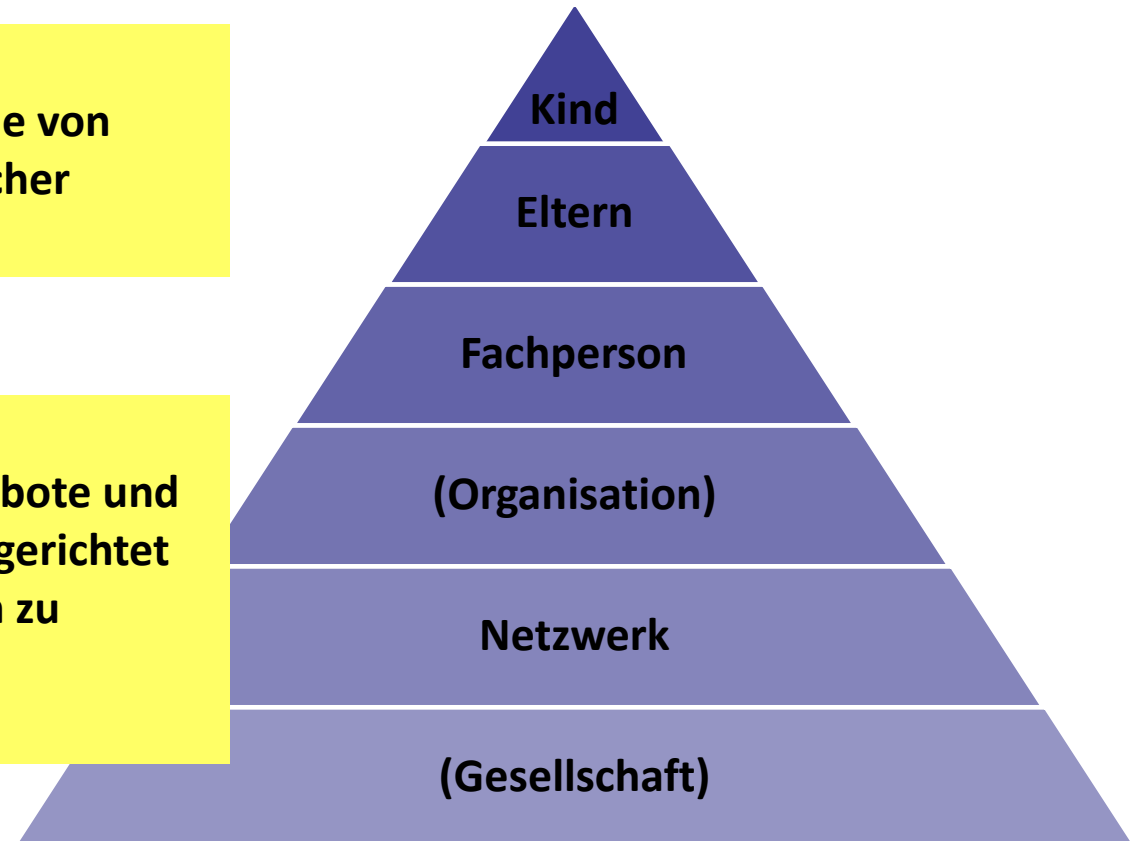 e von
cher
bote und
gerichtet
zu
Kind
Eltern
Fachperson
(Organisation)
Netzwerk
(Gesellschaft)